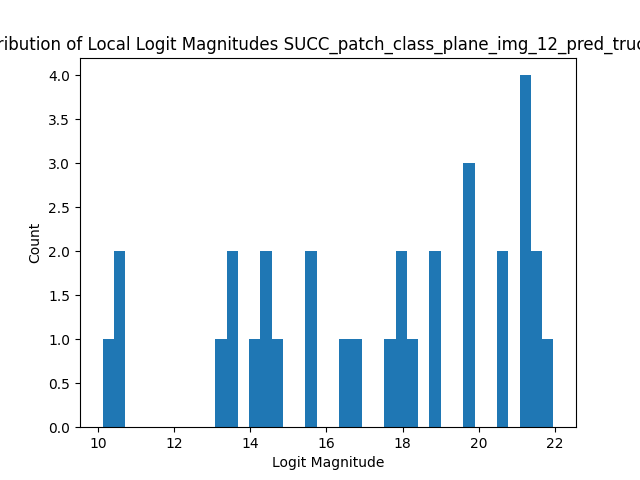 ribution of Local Logit Magnitudes SUCC_patch_class_plane_img_12_pred_truc
4.0
3.5
3.0
2.5
2.0
1.5
1.0
0.5
0.0
Count
10 12 14 16 18 20 22
Logit Magnitude